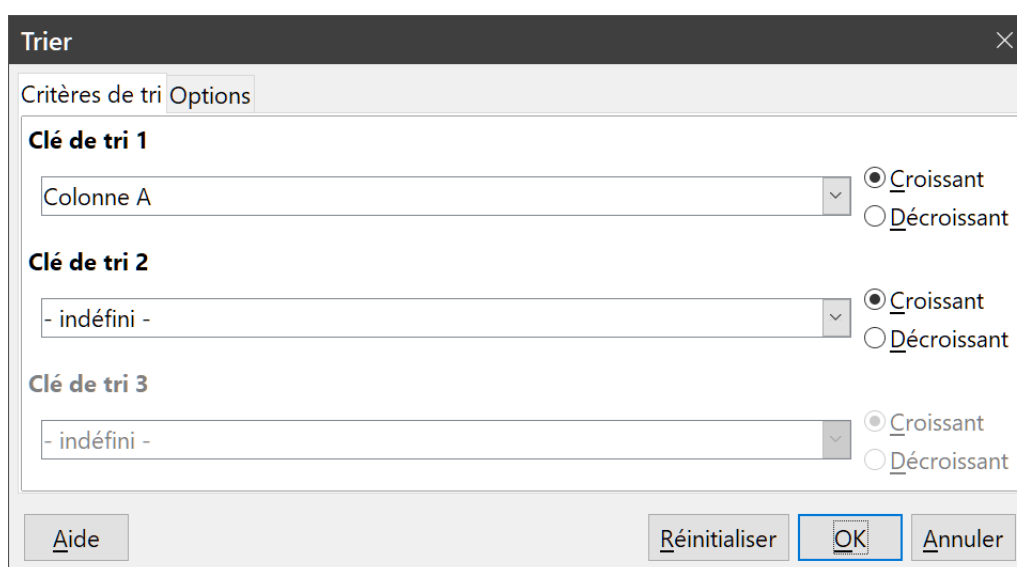 Trier
Critères de tri Options
Clé de tri 1
Colonne A
Croissant
Décroissant
Clé de tri 2
- indéfini -
Croissant
Décroissant
Clé de tri 3
- indéfini -
Croissant
Décroissant
Aide Réinitialiser OK Annuler